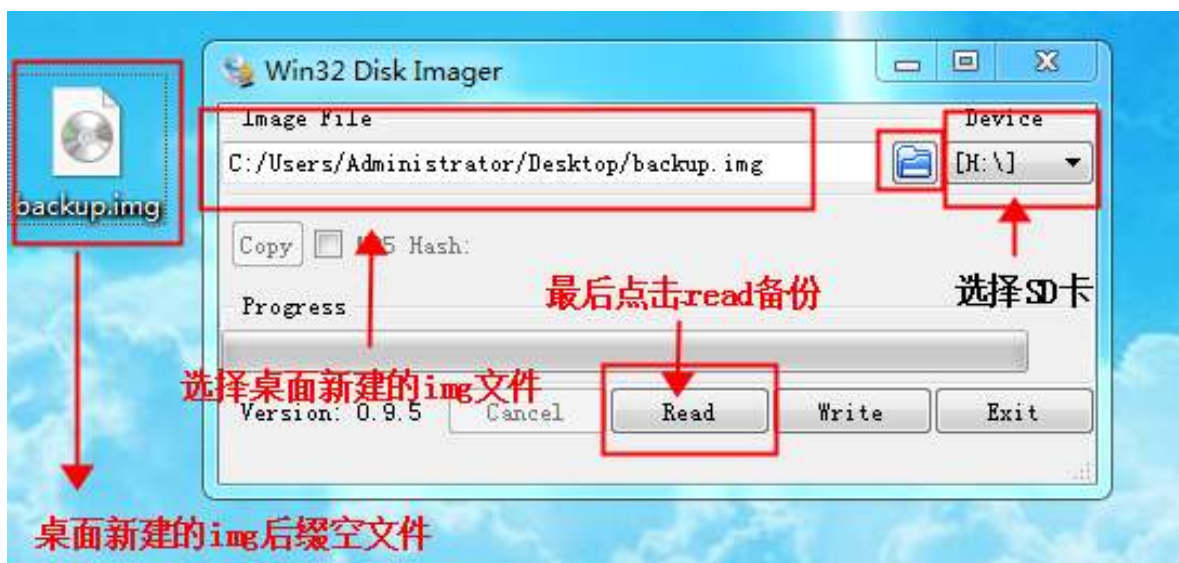 Win32 Disk Imager
Image File
Device
C:/Users/Administrator/Desktop/backup.img
[H:\]
backup.img
Copy
Hash:
最后点击read备份
选择SD卡
Progress
选择桌面新建的img文件
Version: 0.9.5
Cancel
Read
Write
Exit
桌面新建的img后缀空文件